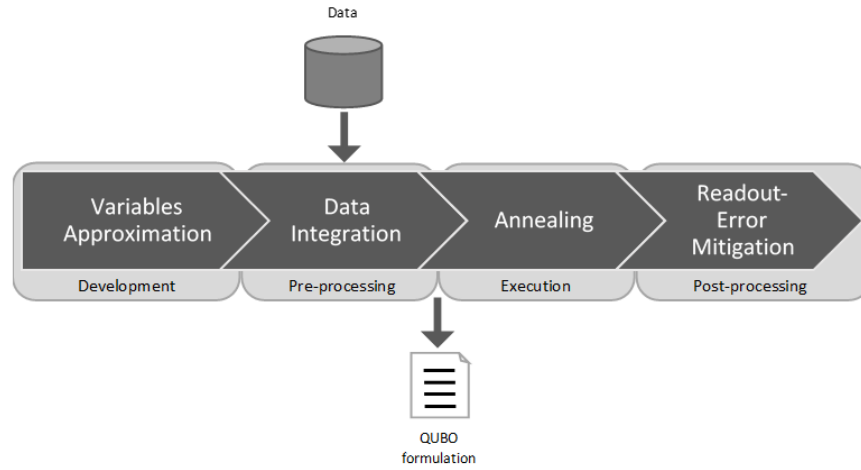 Data
Variables
Approximation
Data
Integration
Annealing
Readout-
Error
Mitigation
Development
Pre-processing
Execution
Post-processing
QUBO
formulation